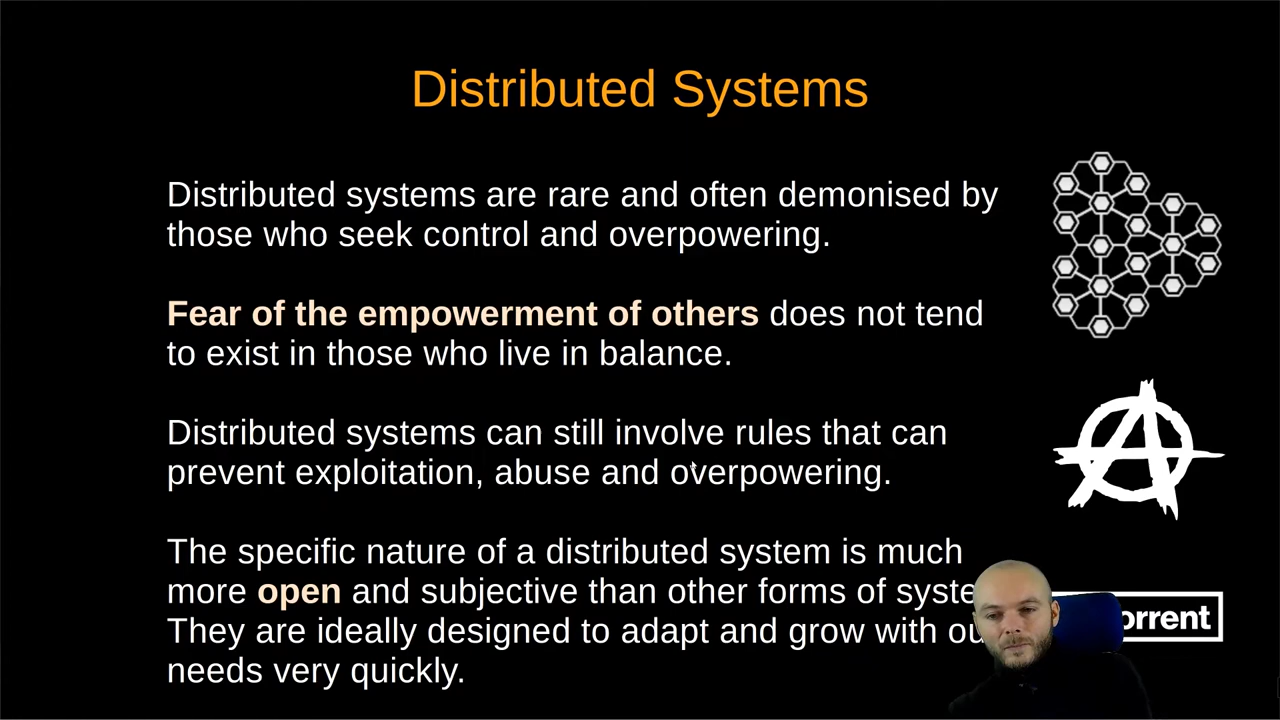 Distributed Systems
Distributed systems are rare and often demonised by
those who seek control and overpowering.
Fear of the empowerment of others does not tend
to exist in those who live in balance.
Distributed systems can still involve rules that can
prevent exploitation, abuse and overpowering.
The specific nature of a distributed system is much
more open and subjective than other forms of syste
They are ideally designed to adapt and grow with ou
needs very quickly.
orrent